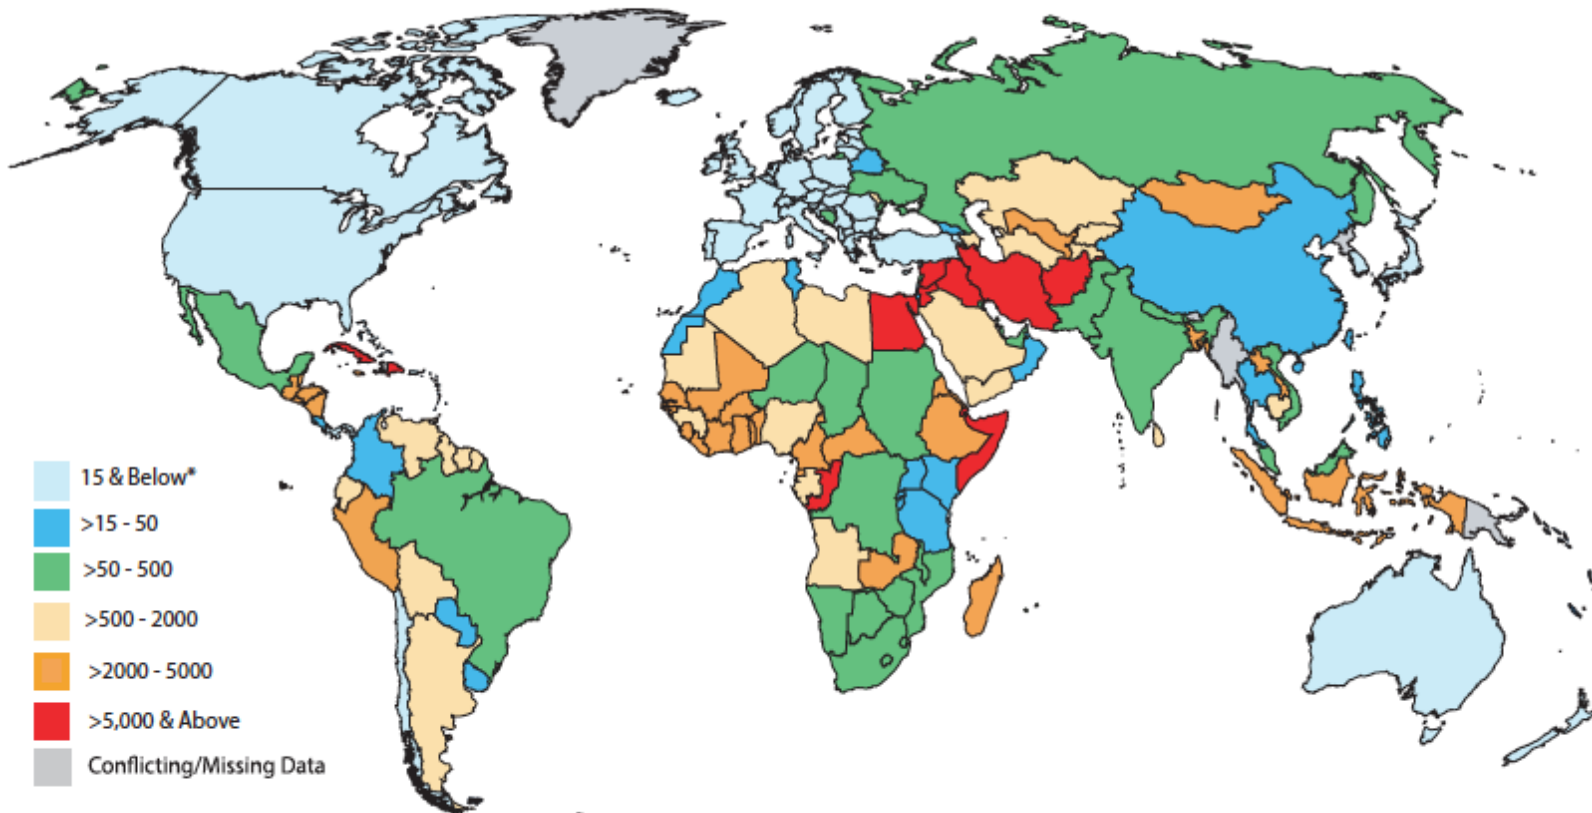 15 & Below*
>15 - 50
>50 - 500
>500 - 2000
>2000 - 5000
>5,000 & Above
Conflicting/Missing Data